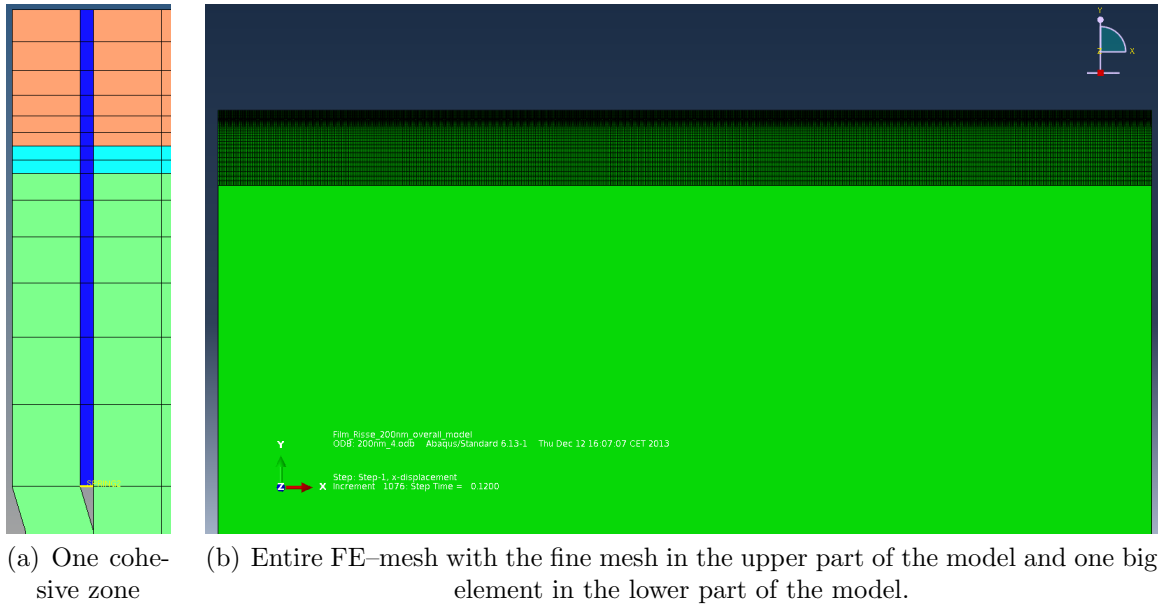 Y
Z X
Film_Risse_200nm_overall_model
ODB: 200nm_4.odb Abaqus/Standard 6.13-1 Thu Dec 12 16:07:07 CET 2013
Y
Step: Step-1, x-displacement
Z X Increment 1076: Step Time = 0.1200
(a) One cohe-
sive zone
(b) Entire FE–mesh with the fine mesh in the upper part of the model and one big
element in the lower part of the model.